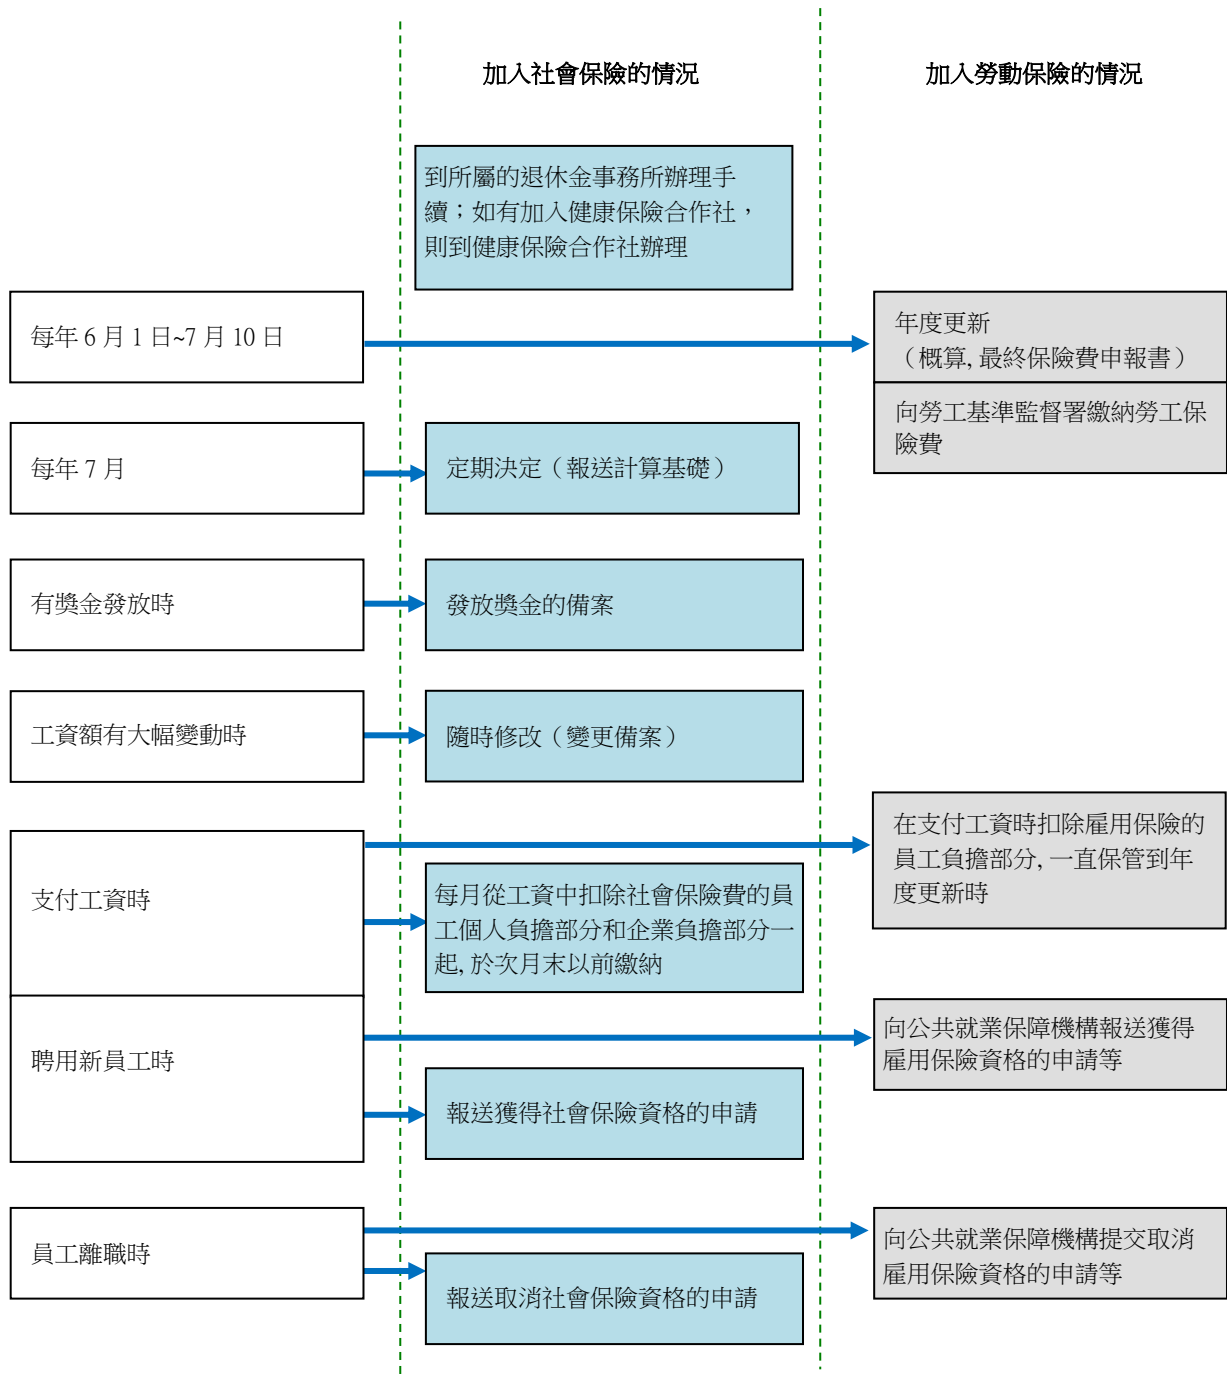 加入社會保險的情況
加入勞動保險的情況
到所屬的退休金事務所辦理手
續；如有加入健康保險合作社，
則到健康保險合作社辦理
每年 6 月 1 日~7 月 10 日
年度更新
（概算, 最終保險費申報書）
向勞工基準監督署繳納勞工保
險費
每年 7 月
定期決定（報送計算基礎）
有獎金發放時
發放獎金的備案
工資額有大幅變動時
隨時修改（變更備案）
支付工資時
在支付工資時扣除雇用保險的
員工負擔部分, 一直保管到年
度更新時
每月從工資中扣除社會保險費的員
工個人負擔部分和企業負擔部分一
起, 於次月末以前繳納
聘用新員工時
向公共就業保障機構報送獲得
雇用保險資格的申請等
報送獲得社會保險資格的申請
員工離職時
向公共就業保障機構提交取消
雇用保險資格的申請等
報送取消社會保險資格的申請